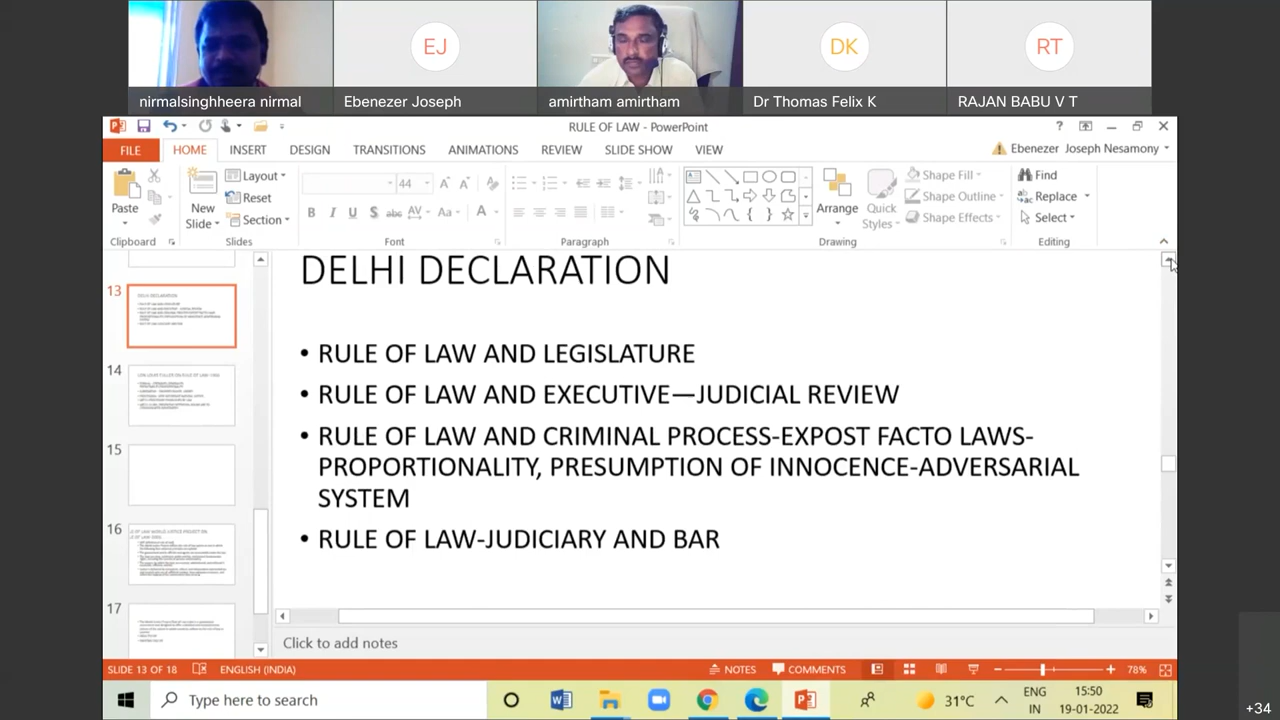 EJ
DK
RT
nirmalsinghheera nirmal
Ebenezer Joseph
amirtham amirtham
Dr Thomas Felix K
RAJAN BABU V T
RULE OF LAW - PowerPoint
?
FILE
HOME
INSERT
DESIGN
TRANSITIONS
ANIMATIONS
REVIEW
SLIDE SHOW
VIEW
Ebenezer Joseph Nesamony
Paste
New
Slide
Layout
Reset
Section
44
B I U S abc AV Aa A
Arrange
Quick
Styles
Shape Fill
Shape Outline
Shape Effects
Find
Replace
Select
Clipboard
Slides
Font
Paragraph
Drawing
Editing
13
14
15
16
17
DELHI DECLARATION
• RULE OF LAW AND LEGISLATURE
• RULE OF LAW AND EXECUTIVE—JUDICIAL REVIEW
• RULE OF LAW AND CRIMINAL PROCESS-EXPOST FACTO LAWS-
PROPORTIONALITY, PRESUMPTION OF INNOCENCE-ADVERSARIAL
SYSTEM
• RULE OF LAW-JUDICIARY AND BAR
Click to add notes
SLIDE 13 OF 18
ENGLISH (INDIA)
NOTES
COMMENTS
78%
Type here to search
31°C
ENG
IN
15:50
19-01-2022
+34